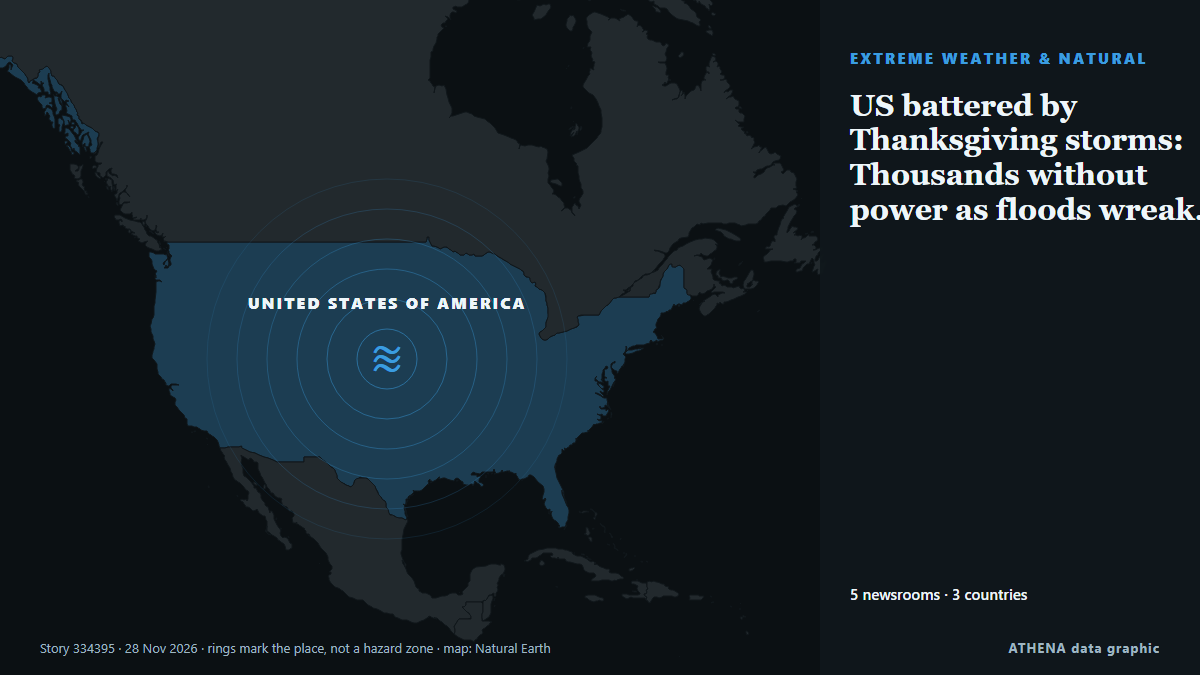 EXTREME WEATHER & NATURAL
US battered by
Thanksgiving storms:
Thousands without
power as floods wreak.
UNITED STATES OF AMERICA
5 newsrooms · 3 countries
Story 334395 · 28 Nov 2026 · rings mark the place, not a hazard zone · map: Natural Earth
ATHENA data graphic